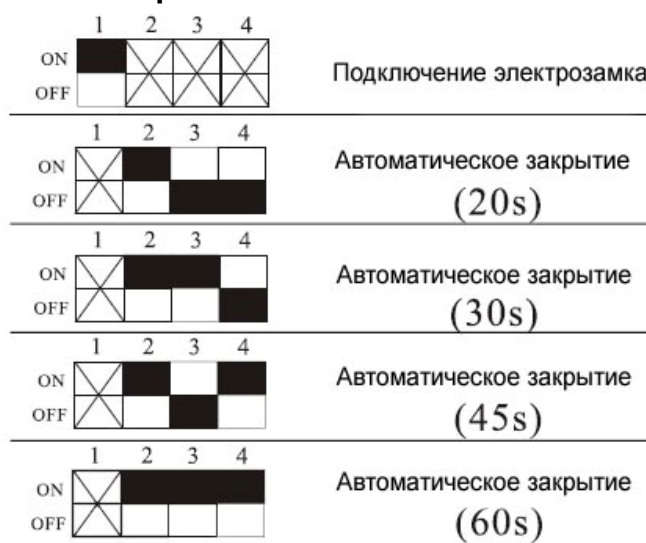 1 2 3 4
ON
OFF
Подключение электрозамка
1 2 3 4
ON
OFF
Автоматическое закрытие
(20s)
1 2 3 4
ON
OFF
Автоматическое закрытие
(30s)
1 2 3 4
ON
OFF
Автоматическое закрытие
(45s)
1 2 3 4
ON
OFF
Автоматическое закрытие
(60s)